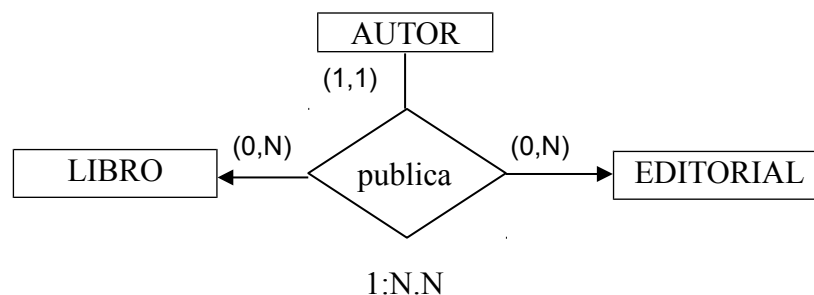 AUTOR
(1,1)
(0,N)
(0,N)
LIBRO
publica
EDITORIAL
1:N.N